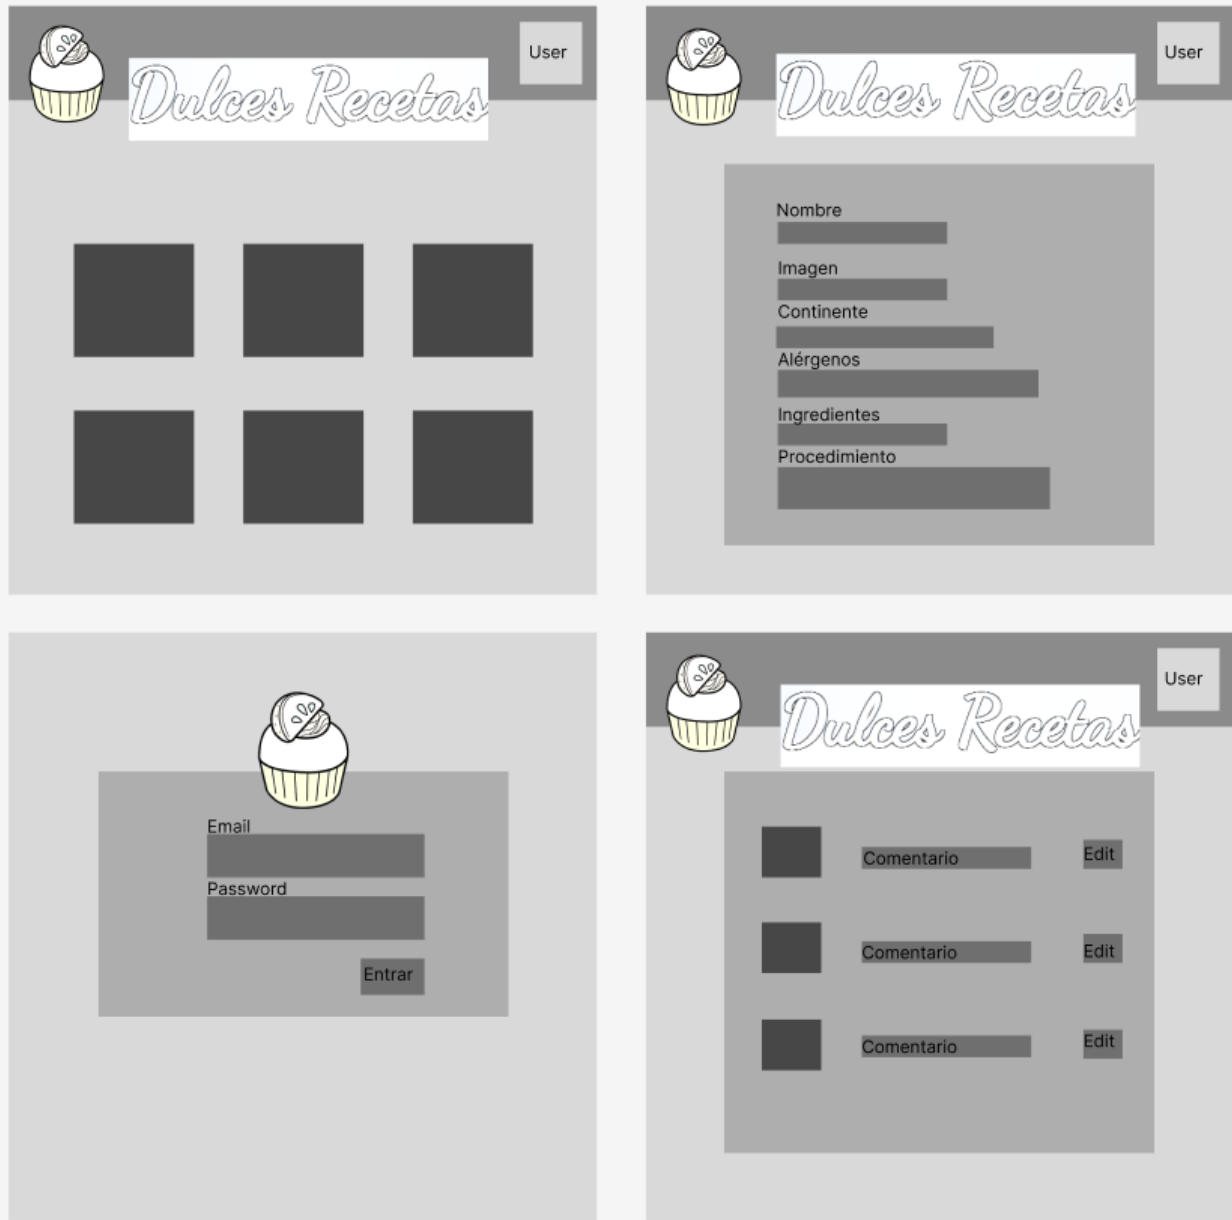 User
Dulces Recetas
User
Dulces Recetas
Nombre
Imagen
Continente
Alérgenos
Ingredientes
Procedimiento
Email
Password
Entrar
User
Dulces Recetas
Comentario
Edit
Comentario
Edit
Comentario
Edit